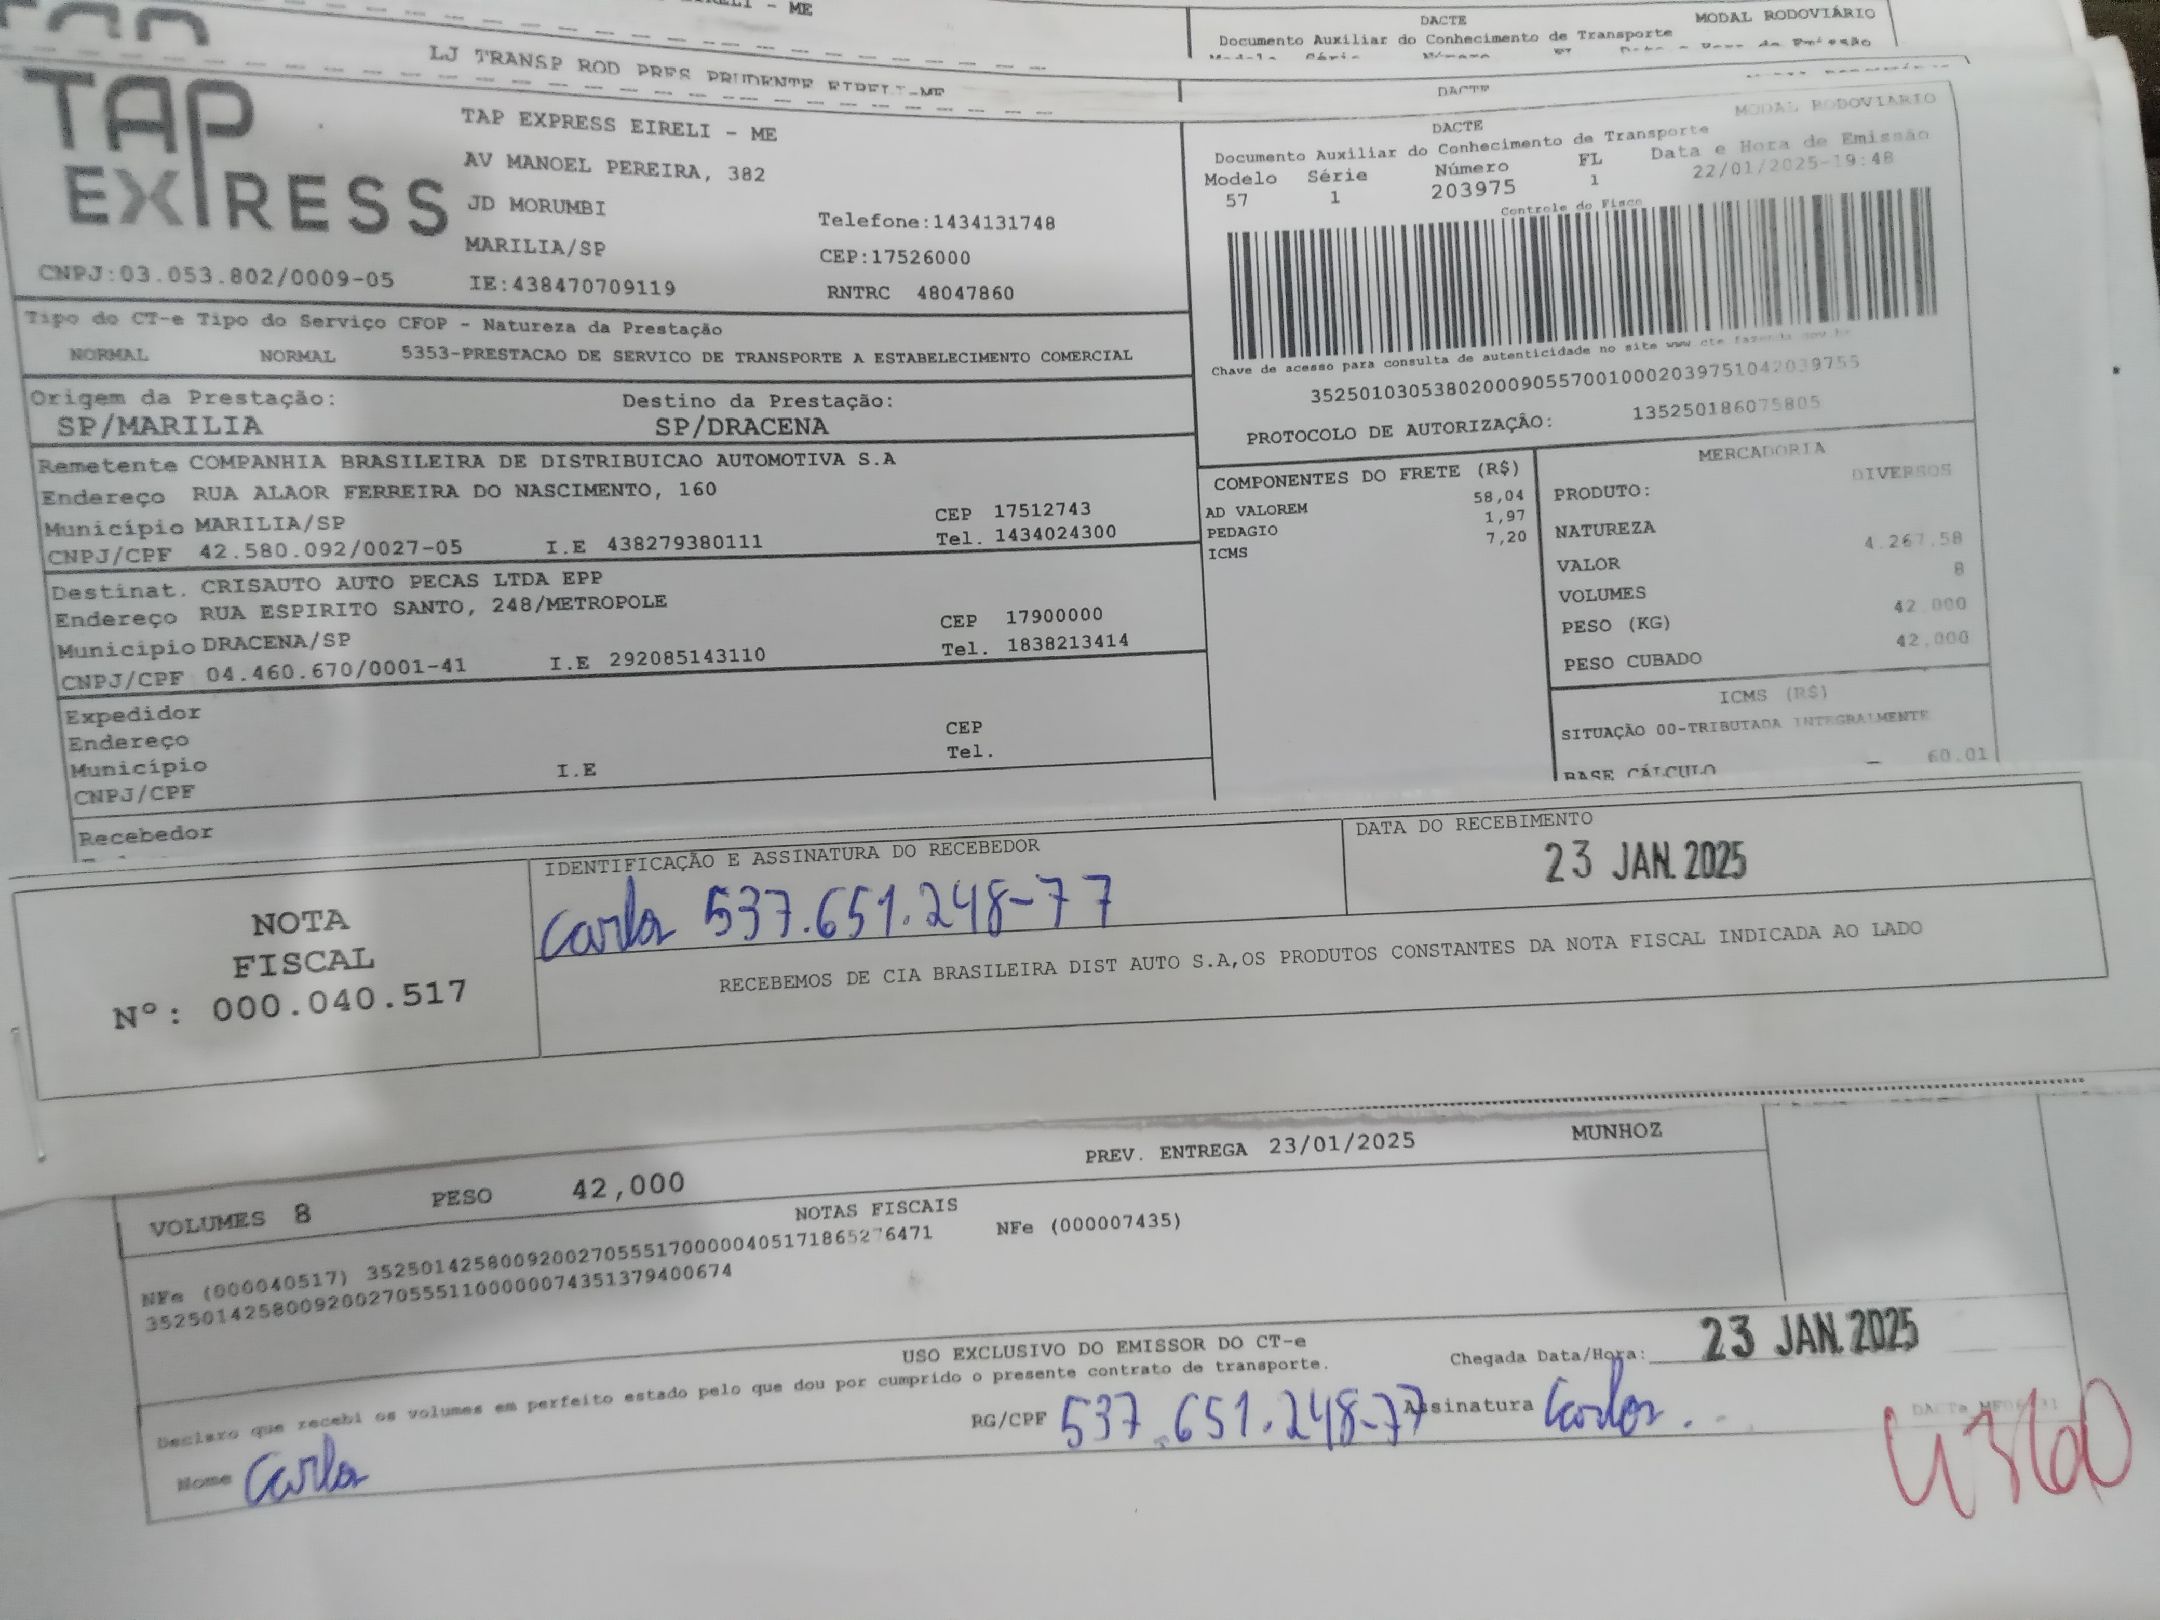 EIRELI - ME
DACTE
MODAL RODOVIÁRIO
Documento Auxiliar do Conhecimento de Transporte
LJ TRANSP ROD PRES PRUDENTE EIRELI-ME
DACTE
TAP EXPRESS
TAP EXPRESS EIRELI - ME
AV MANOEL PEREIRA, 382
JD MORUMBI
MARILIA/SP
Telefone:1434131748
CEP:17526000
CNPJ:03.053.802/0009-05
IE:438470709119
RNTRC 48047860
MODAL RODOVIARIO
DACTE
Documento Auxiliar do Conhecimento de Transporte
Modelo Série Número FL Data e Hora de Emissão
57 1 203975 1 22/01/2025-19:48
Controle do Fisco
Chave de acesso para consulta de autenticidade no site www.cte.fazenda.gov.br
35250103053802000905570010002039751042039755
PROTOCOLO DE AUTORIZAÇÃO: 135250186075805
Tipo do CT-e Tipo do Serviço CFOP - Natureza da Prestação
NORMAL NORMAL 5353-PRESTACAO DE SERVICO DE TRANSPORTE A ESTABELECIMENTO COMERCIAL
Origem da Prestação: Destino da Prestação:
SP/MARILIA SP/DRACENA
Remetente COMPANHIA BRASILEIRA DE DISTRIBUICAO AUTOMOTIVA S.A
Endereço RUA ALAOR FERREIRA DO NASCIMENTO, 160
Município MARILIA/SP CEP 17512743
CNPJ/CPF 42.580.092/0027-05 I.E 438279380111 Tel. 1434024300
Destinat. CRISAUTO AUTO PECAS LTDA EPP
Endereço RUA ESPIRITO SANTO, 248/METROPOLE
Município DRACENA/SP CEP 17900000
CNPJ/CPF 04.460.670/0001-41 I.E 292085143110 Tel. 1838213414
Expedidor
Endereço CEP
Município Tel.
CNPJ/CPF I.E
Recebedor
COMPONENTES DO FRETE (R$)
AD VALOREM 58,04
PEDAGIO 1,97
ICMS 7,20
MERCADORIA
PRODUTO: DIVERSOS
NATUREZA
VALOR 4.267,58
VOLUMES 8
PESO (KG) 42,000
PESO CUBADO 42,000
ICMS (R$)
SITUAÇÃO 00-TRIBUTADA INTEGRALMENTE
BASE CÁLCULO 60,01
NOTA
FISCAL
Nº: 000.040.517
IDENTIFICAÇÃO E ASSINATURA DO RECEBEDOR
Carla 537.651.248-77
DATA DO RECEBIMENTO
23 JAN. 2025
RECEBEMOS DE CIA BRASILEIRA DIST AUTO S.A,OS PRODUTOS CONSTANTES DA NOTA FISCAL INDICADA AO LADO
VOLUMES 8 PESO 42,000 PREV. ENTREGA 23/01/2025 MUNHOZ
NOTAS FISCAIS
NFe (000040517) 35250142580092002705551700000405171865276471 NFe (000007435)
35250142580092002705551100000074351379400674
USO EXCLUSIVO DO EMISSOR DO CT-e
Declaro que recebi os volumes em perfeito estado pelo que dou por cumprido o presente contrato de transporte.
Chegada Data/Hora: 23 JAN. 2025
Nome Carla RG/CPF 537.651.248-77 Assinatura Carla.